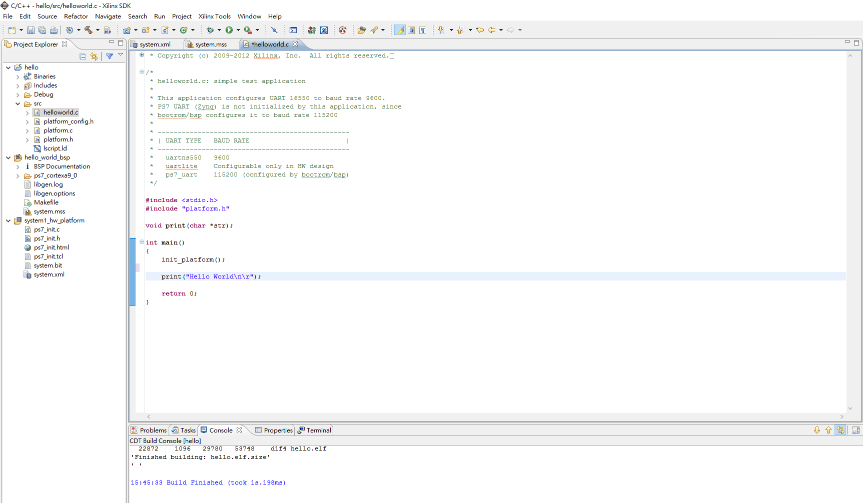 C/C++ - hello/src/helloworld.c - Xilinx SDK
File Edit Source Refactor Navigate Search Run Project Xilinx Tools Window Help
Project Explorer
system.xml
system.mss
*helloworld.c
hello
Binaries
Includes
Debug
src
helloworld.c
platform_config.h
platform.c
platform.h
lscript.ld
hello_world_bsp
BSP Documentation
ps7_cortexa9_0
libgen.log
libgen.options
Makefile
system.mss
system1_hw_platform
ps7_init.c
ps7_init.h
ps7_init.html
ps7_init.tcl
system.bit
system.xml
* Copyright (c) 2009-2012 Xilinx, Inc.  All rights reserved.
/*
* helloworld.c: simple test application
*
* This application configures UART 16550 to baud rate 9600.
* PS7 UART (Zynq) is not initialized by this application, since
* bootrom/bsp configures it to baud rate 115200
*
* ------------------------------------------------
* | UART TYPE   BAUD RATE                        |
* ------------------------------------------------
*   uartns550   9600
*   uartlite    Configurable only in HW design
*   ps7_uart    115200 (configured by bootrom/bsp)
*/
#include <stdio.h>
#include "platform.h"
void print(char *str);
int main()
{
init_platform();
print("Hello World\n\r");
return 0;
}
Problems Tasks Console Properties Terminal
CDT Build Console [hello]
22872 1096 29780 53748 d1f4 hello.elf
'Finished building: hello.elf.size'
' '
15:45:33 Build Finished (took 1s.198ms)